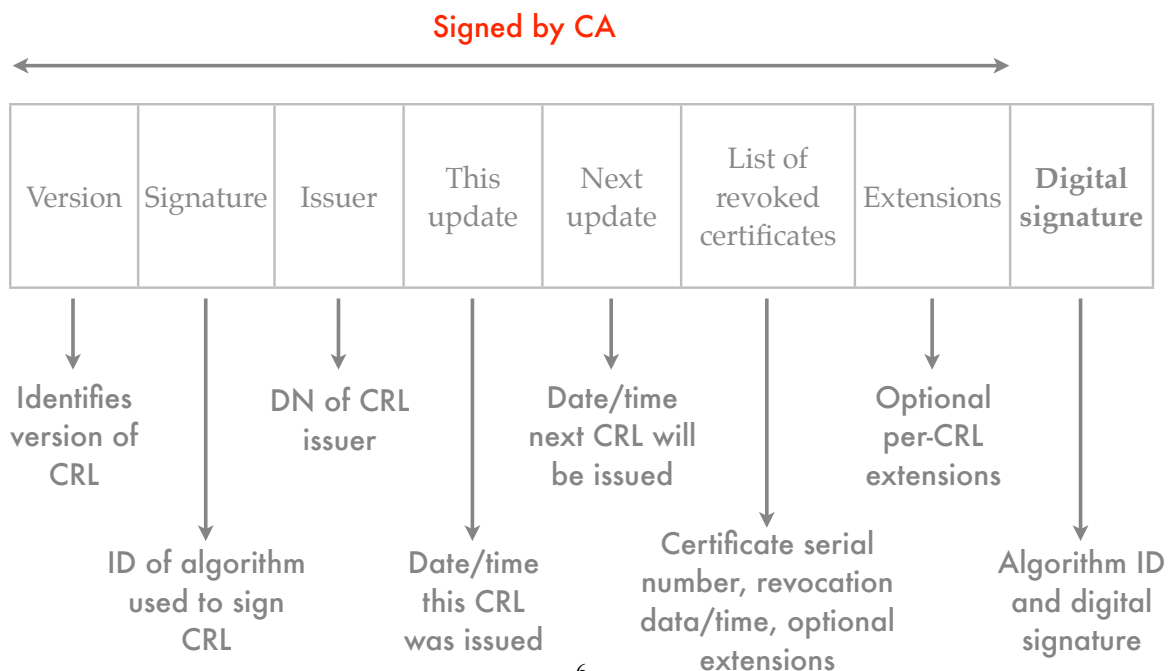 Signed by CA
Version
Signature
Issuer
This
update
Next
update
List of
revoked
certificates
Extensions
Digital
signature
Identifies
version of
CRL
ID of algorithm
used to sign
CRL
DN of CRL
issuer
Date/time
this CRL
was issued
Date/time
next CRL will
be issued
Certificate serial
number, revocation
data/time, optional
extensions
Optional
per-CRL
extensions
Algorithm ID
and digital
signature
6